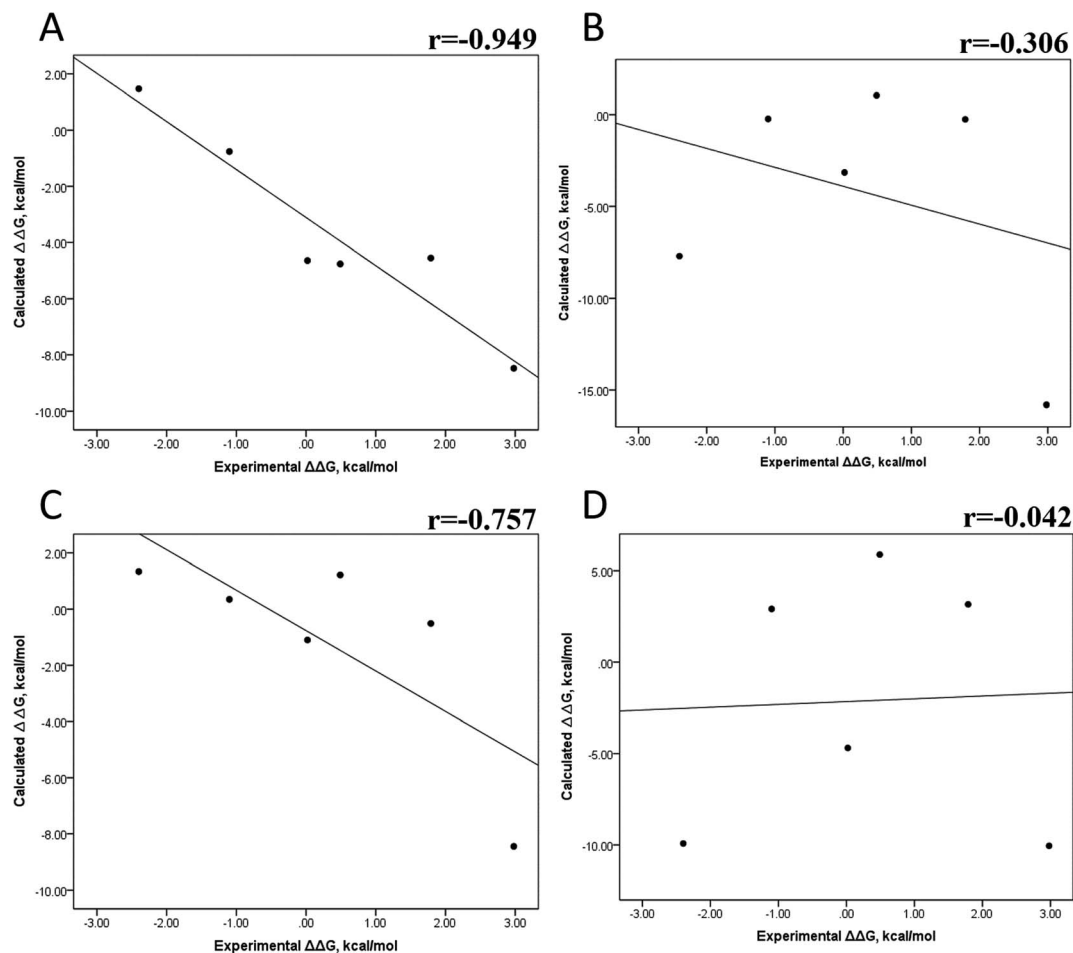 A
r=-0.949
2.00
.00
-2.00
-4.00
-6.00
-8.00
-10.00
Calculated Δ ΔG, kcal/mol
-3.00 -2.00 -1.00 .00 1.00 2.00 3.00
Experimental ΔΔG, kcal/mol
B
r=-0.306
.00
-5.00
-10.00
-15.00
Calculated Δ ΔG, kcal/mol
-3.00 -2.00 -1.00 .00 1.00 2.00 3.00
Experimental ΔΔG, kcal/mol
C
r=-0.757
2.00
.00
-2.00
-4.00
-6.00
-8.00
-10.00
Calculated Δ ΔG, kcal/mol
-3.00 -2.00 -1.00 .00 1.00 2.00 3.00
Experimental ΔΔG, kcal/mol
D
r=-0.042
5.00
.00
-5.00
-10.00
Calculated Δ ΔG, kcal/mol
-3.00 -2.00 -1.00 .00 1.00 2.00 3.00
Experimental ΔΔG, kcal/mol